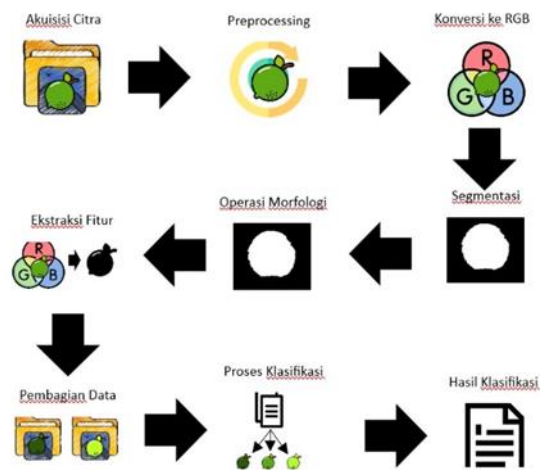 Akuisisi Citra
Preprocessing
Konversi ke RGB
R
G B
Segmentasi
Operasi Morfologi
Ekstraksi Fitur
R
G B
Pembagian Data
Proses Klasifikasi
Hasil Klasifikasi